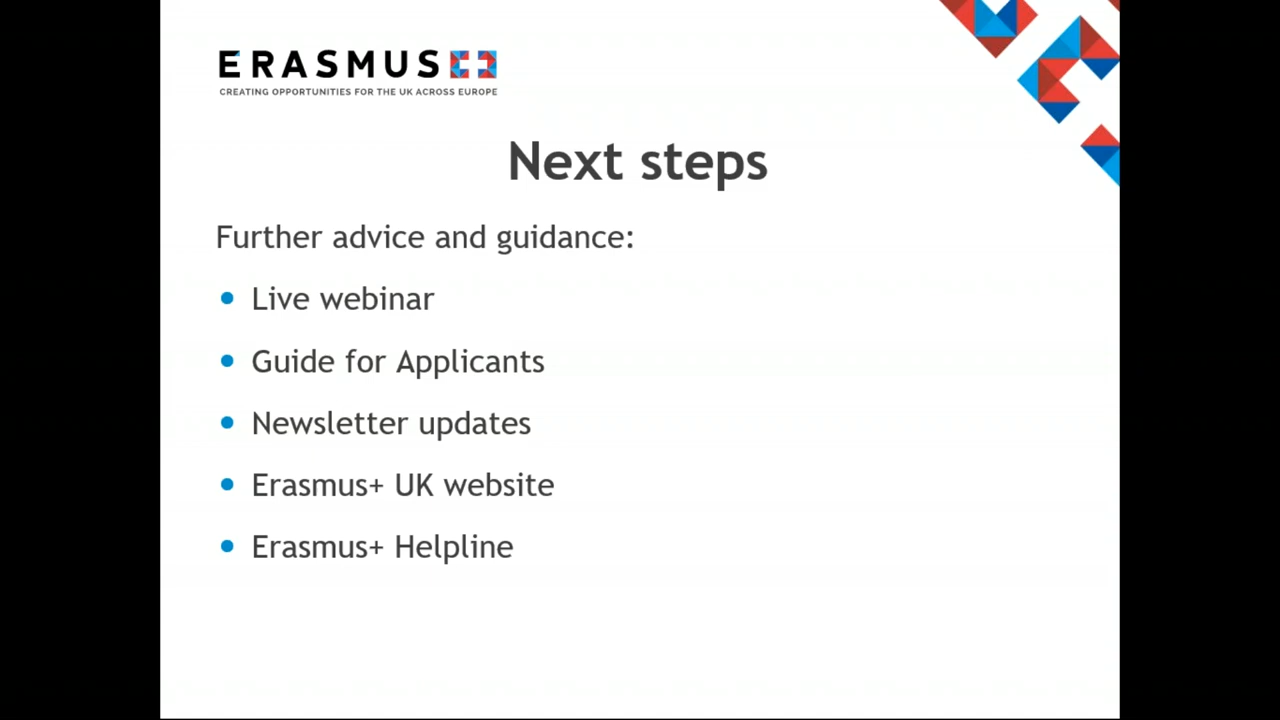 ERASMUS+
CREATING OPPORTUNITIES FOR THE UK ACROSS EUROPE
Next steps
Further advice and guidance:
• Live webinar
• Guide for Applicants
• Newsletter updates
• Erasmus+ UK website
• Erasmus+ Helpline